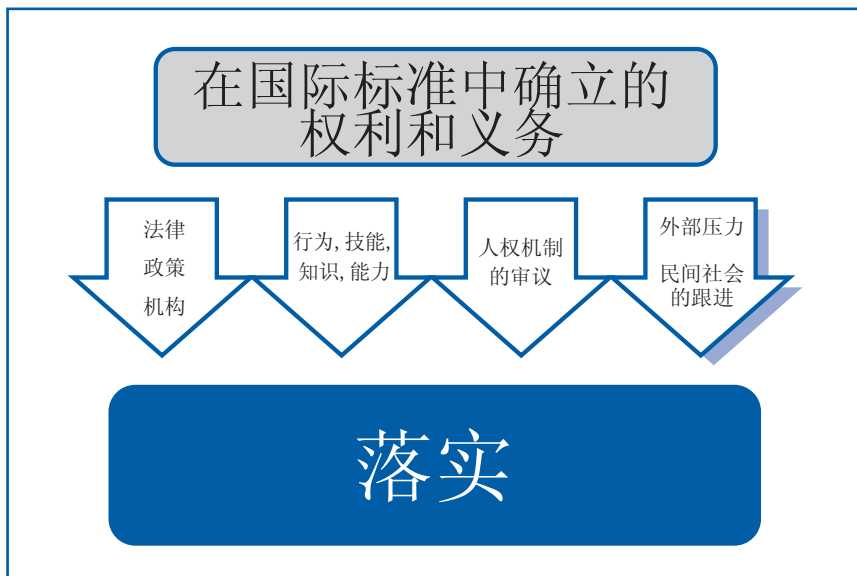 在国际标准中确立的
权利和义务
法律
政策
机构
行为, 技能,
知识, 能力
人权机制
的审议
外部压力
民间社会
的跟进
落实